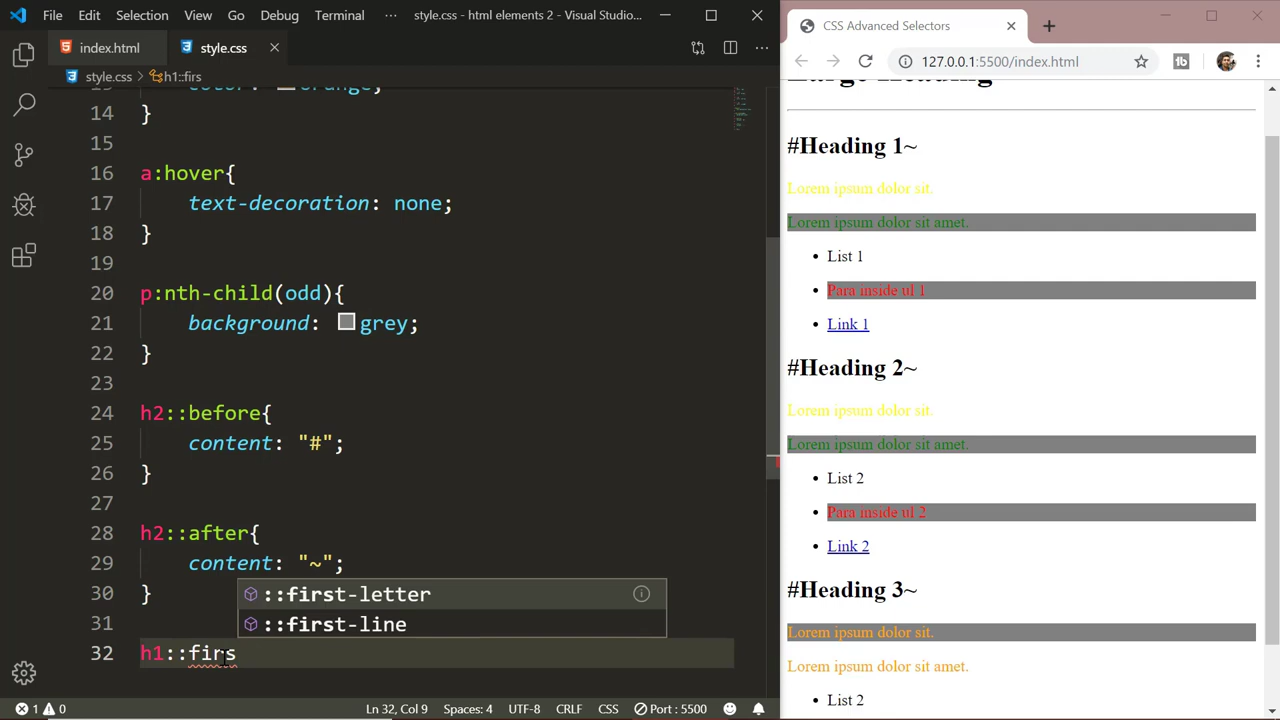 File Edit Selection View Go Debug Terminal ··· style.css - html elements 2 - Visual Studio...
index.html style.css
style.css > h1::firs
14 }
15
16 a:hover{
17 text-decoration: none;
18 }
19
20 p:nth-child(odd){
21 background: grey;
22 }
23
24 h2::before{
25 content: "#";
26 }
27
28 h2::after{
29 content: "~";
30 }
::first-letter
31
::first-line
32 h1::firs
1 0 Ln 32, Col 9 Spaces: 4 UTF-8 CRLF CSS Port : 5500
CSS Advanced Selectors
127.0.0.1:5500/index.html
Large Heading
#Heading 1~
Lorem ipsum dolor sit.
Lorem ipsum dolor sit amet.
• List 1
• Para inside ul 1
• Link 1
#Heading 2~
Lorem ipsum dolor sit.
Lorem ipsum dolor sit amet.
• List 2
• Para inside ul 2
• Link 2
#Heading 3~
Lorem ipsum dolor sit.
Lorem ipsum dolor sit amet.
• List 2